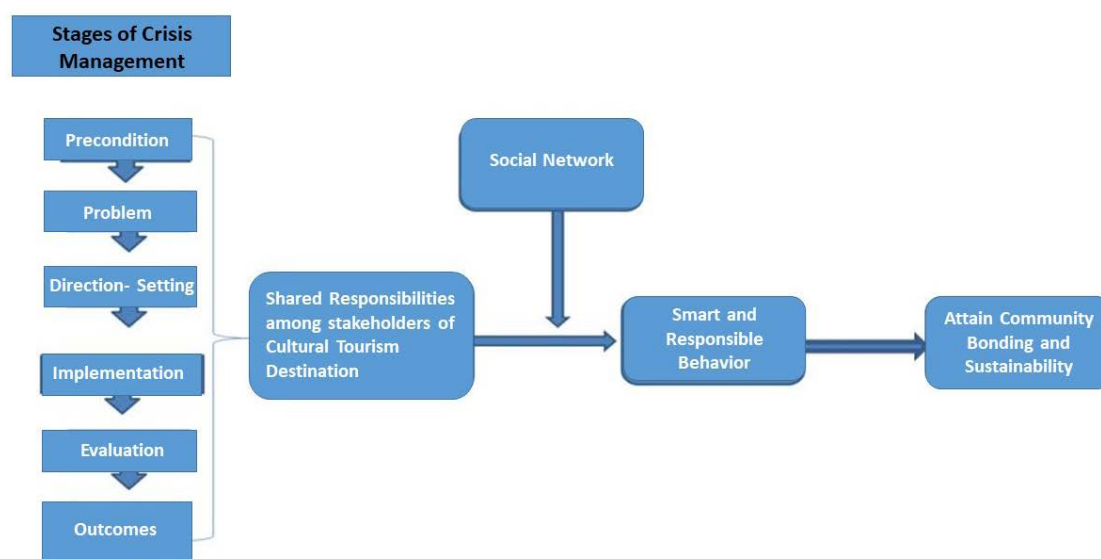 Stages of Crisis
Management
Precondition
Problem
Direction- Setting
Implementation
Evaluation
Outcomes
Shared Responsibilities
among stakeholders of
Cultural Tourism
Destination
Social Network
Smart and
Responsible
Behavior
Attain Community
Bonding and
Sustainability